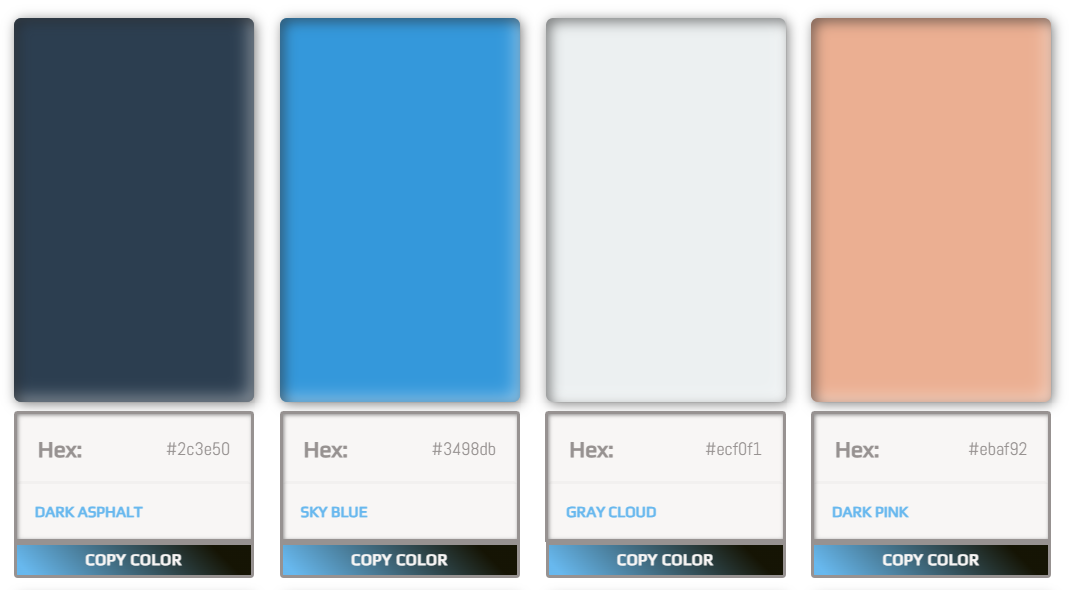 Hex: #2c3e50
DARK ASPHALT
COPY COLOR
Hex: #3498db
SKY BLUE
COPY COLOR
Hex: #ecf0f1
GRAY CLOUD
COPY COLOR
Hex: #ebaf92
DARK PINK
COPY COLOR